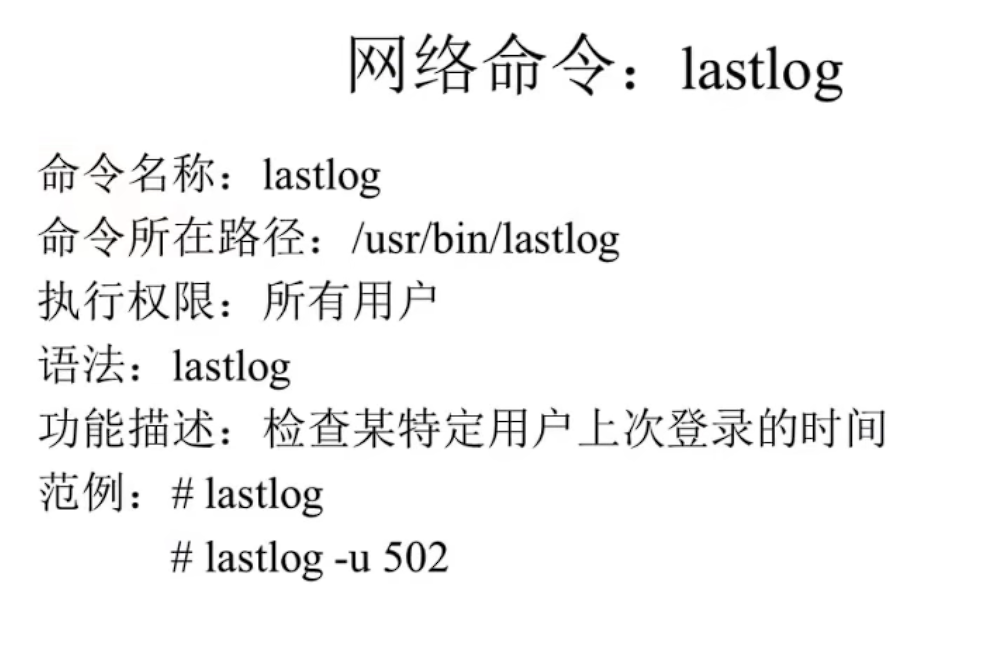 网络命令：lastlog
命令名称：lastlog
命令所在路径：/usr/bin/lastlog
执行权限：所有用户
语法：lastlog
功能描述：检查某特定用户上次登录的时间
范例：# lastlog
# lastlog -u 502